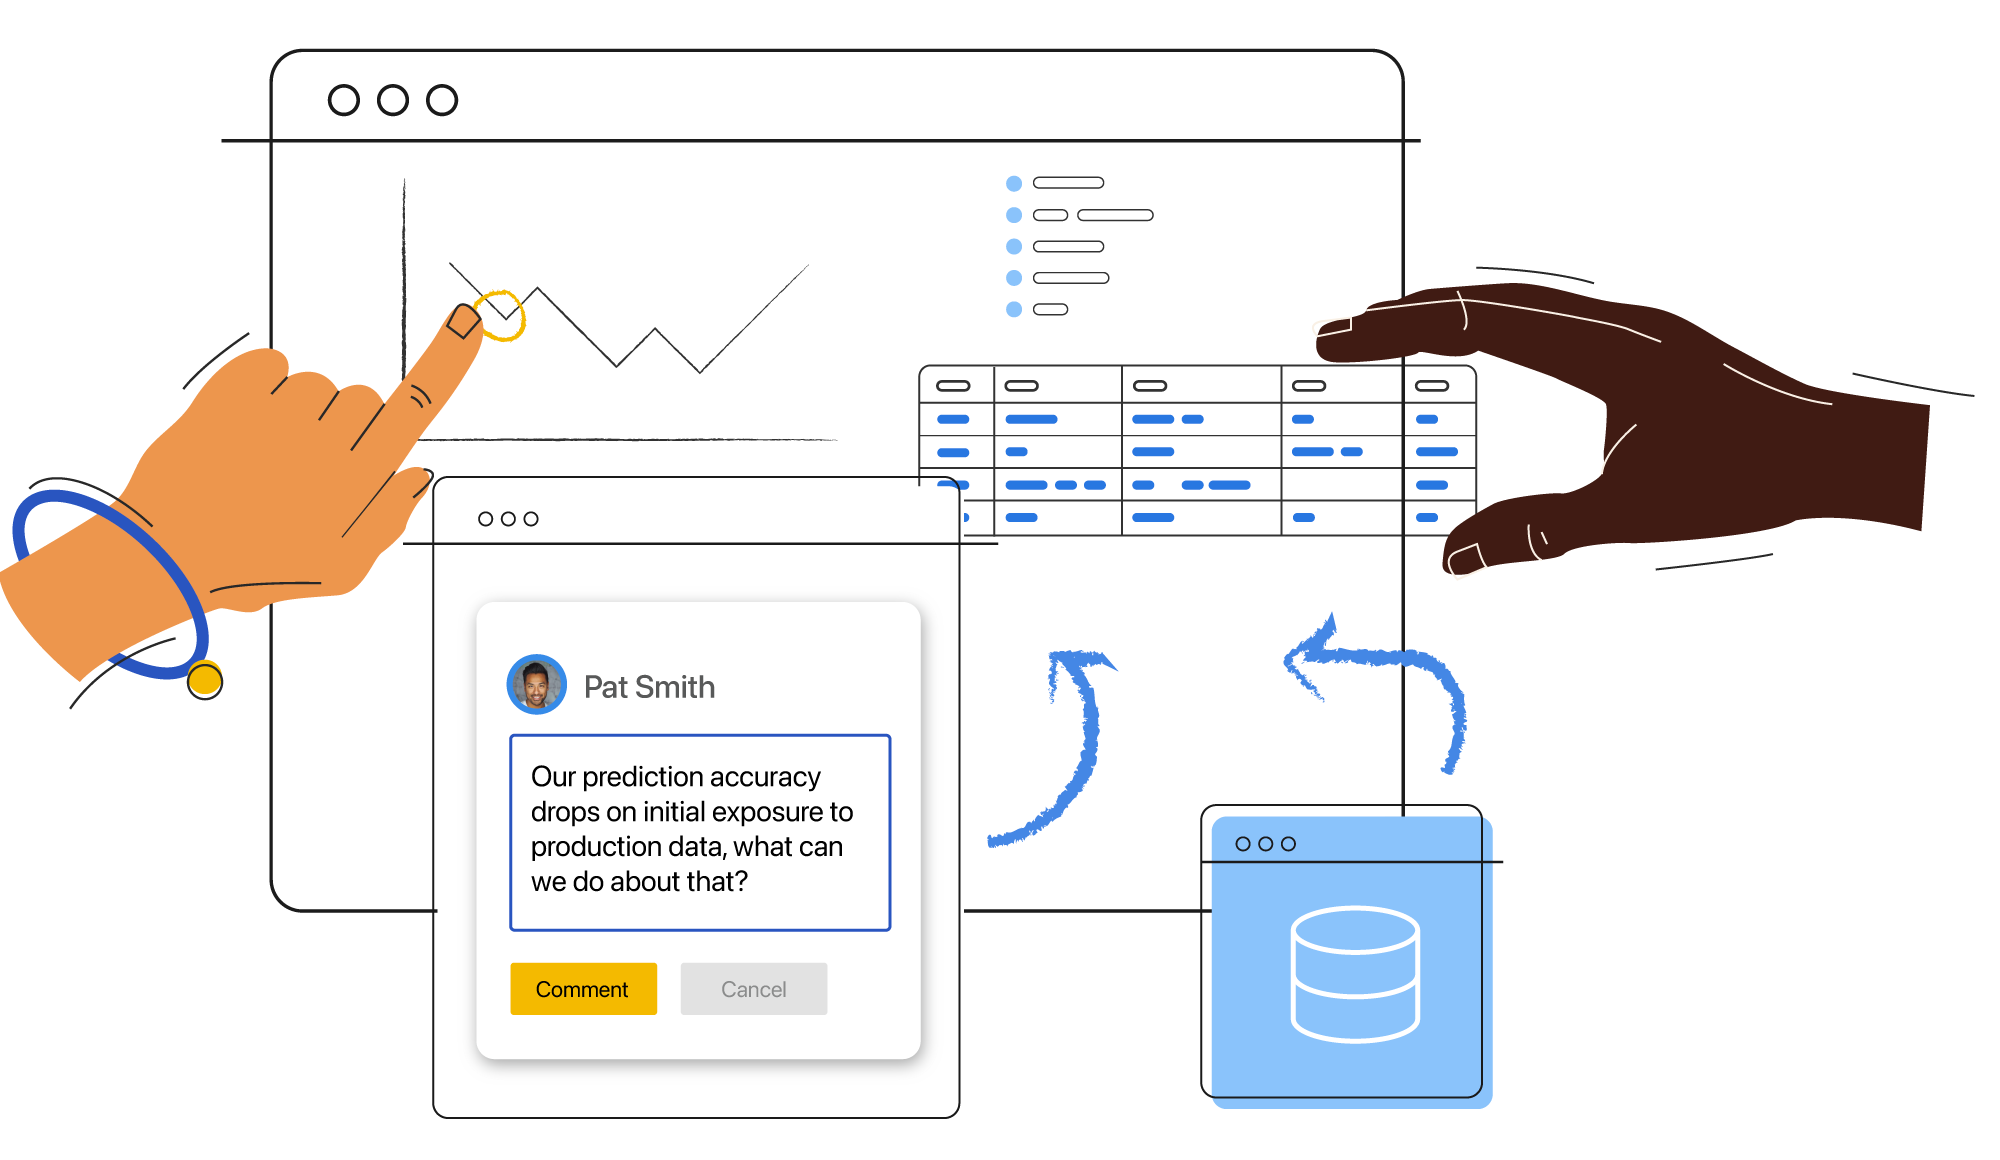 Pat Smith
Our prediction accuracy
drops on initial exposure to
production data, what can
we do about that?
Comment
Cancel